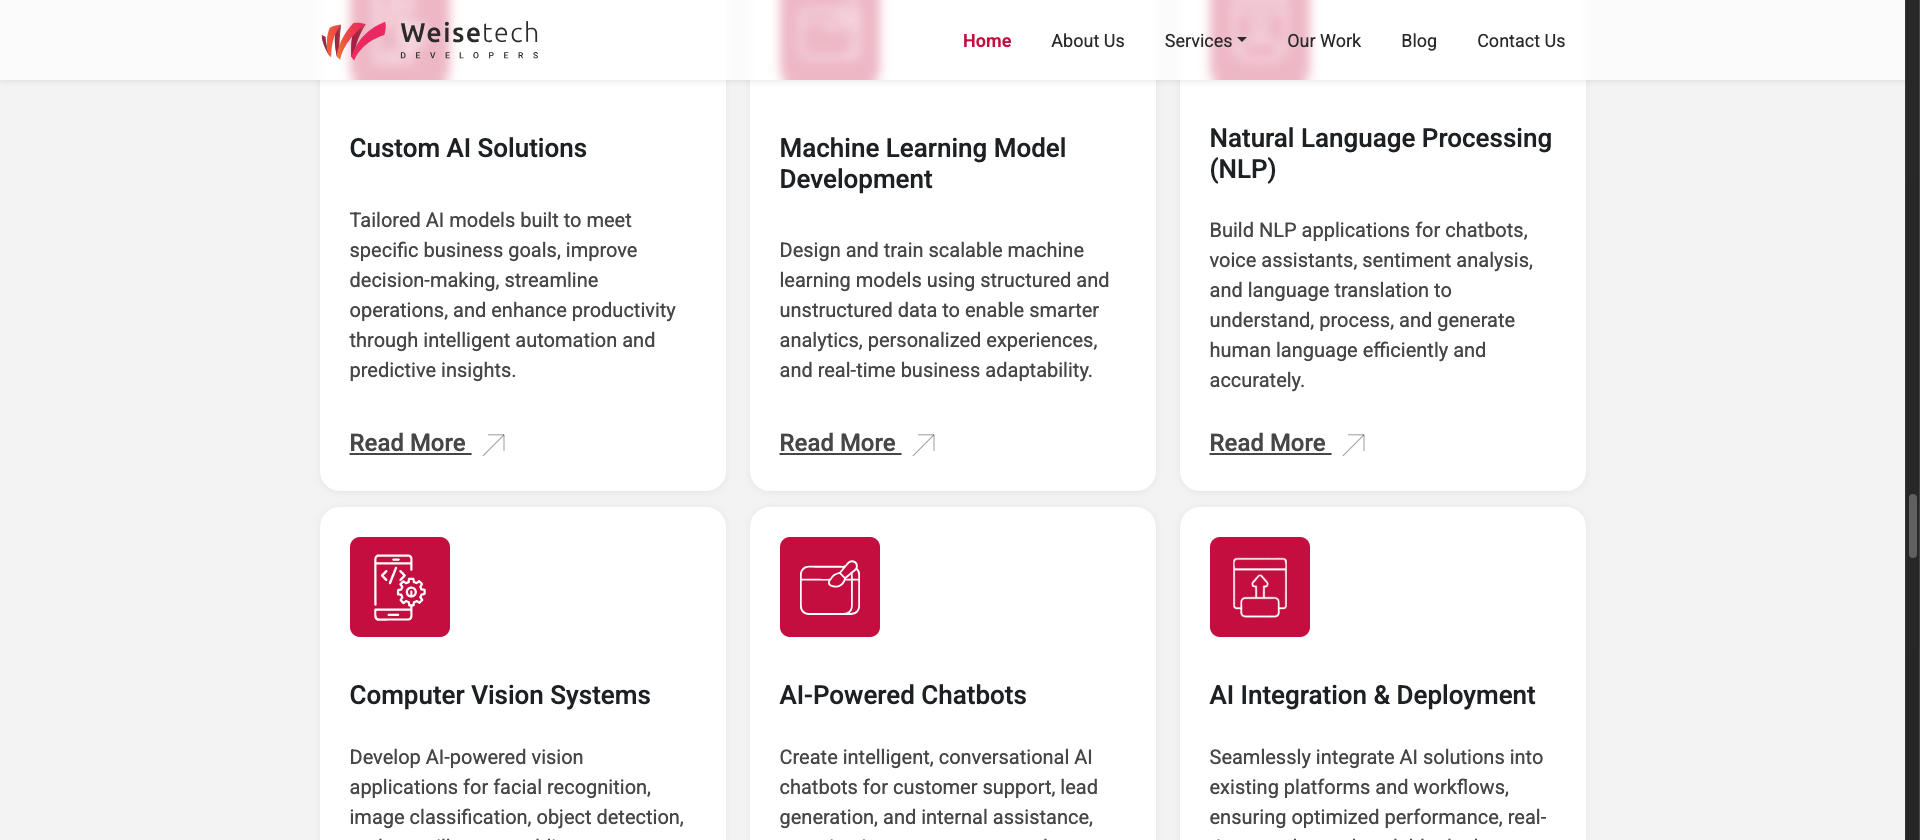 Weisetech
DEVELOPERS
Home
About Us
Services
Our Work
Blog
Contact Us
Custom AI Solutions
Tailored AI models built to meet
specific business goals, improve
decision-making, streamline
operations, and enhance productivity
through intelligent automation and
predictive insights.
Read More
Machine Learning Model
Development
Design and train scalable machine
learning models using structured and
unstructured data to enable smarter
analytics, personalized experiences,
and real-time business adaptability.
Read More
Natural Language Processing
(NLP)
Build NLP applications for chatbots,
voice assistants, sentiment analysis,
and language translation to
understand, process, and generate
human language efficiently and
accurately.
Read More
Computer Vision Systems
Develop AI-powered vision
applications for facial recognition,
image classification, object detection,
AI-Powered Chatbots
Create intelligent, conversational AI
chatbots for customer support, lead
generation, and internal assistance,
AI Integration & Deployment
Seamlessly integrate AI solutions into
existing platforms and workflows,
ensuring optimized performance, real-